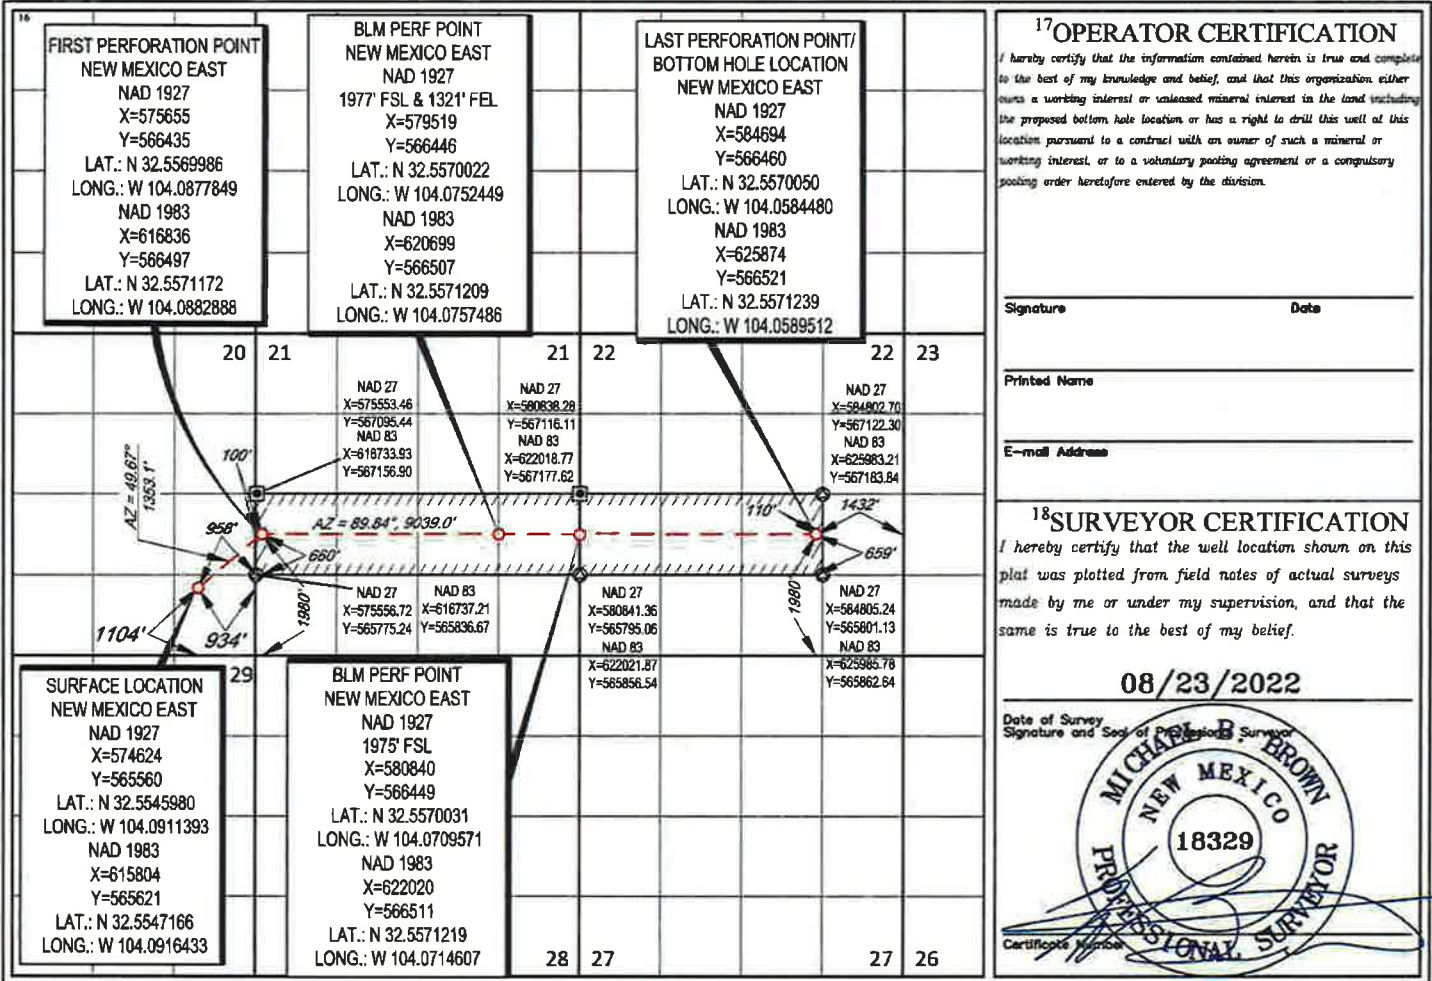 16
FIRST PERFORATION POINT
NEW MEXICO EAST
NAD 1927
X=575655
Y=566435
LAT.: N 32.5569986
LONG.: W 104.0877849
NAD 1983
X=616836
Y=566497
LAT.: N 32.5571172
LONG.: W 104.0882888
BLM PERF POINT
NEW MEXICO EAST
NAD 1927
1977' FSL & 1321' FEL
X=579519
Y=566446
LAT.: N 32.5570022
LONG.: W 104.0752449
NAD 1983
X=620699
Y=566507
LAT.: N 32.5571209
LONG.: W 104.0757486
LAST PERFORATION POINT/
BOTTOM HOLE LOCATION
NEW MEXICO EAST
NAD 1927
X=584694
Y=566460
LAT.: N 32.5570050
LONG.: W 104.0584480
NAD 1983
X=625874
Y=566521
LAT.: N 32.5571239
LONG.: W 104.0589512
20 21
21 22
22 23
NAD 27
X=575553.46
Y=567095.44
NAD 83
X=616733.93
Y=567156.90
NAD 27
X=580838.28
Y=567116.11
NAD 83
X=622018.77
Y=567177.62
NAD 27
X=584802.70
Y=567122.30
NAD 83
X=625983.21
Y=567183.84
AZ = 49.67°
1353.1'
100'
958'
AZ = 89.84°, 9039.0'
660'
110'
1432'
659'
1980'
1980'
1104'
934'
NAD 27
X=575556.72
Y=565775.24
NAD 83
X=616737.21
Y=565836.67
NAD 27
X=580841.36
Y=565795.06
NAD 83
X=622021.87
Y=565856.54
NAD 27
X=584805.24
Y=565801.13
NAD 83
X=625985.78
Y=565862.64
29
SURFACE LOCATION
NEW MEXICO EAST
NAD 1927
X=574624
Y=565560
LAT.: N 32.5545980
LONG.: W 104.0911393
NAD 1983
X=615804
Y=565621
LAT.: N 32.5547166
LONG.: W 104.0916433
BLM PERF POINT
NEW MEXICO EAST
NAD 1927
1975' FSL
X=580840
Y=566449
LAT.: N 32.5570031
LONG.: W 104.0709571
NAD 1983
X=622020
Y=566511
LAT.: N 32.5571219
LONG.: W 104.0714607
28 27
27 26
17 OPERATOR CERTIFICATION
I hereby certify that the information contained herein is true and complete
to the best of my knowledge and belief, and that this organization either
owns a working interest or unleased mineral interest in the land including
the proposed bottom hole location or has a right to drill this well at this
location pursuant to a contract with an owner of such a mineral or
working interest, or to a voluntary pooling agreement or a compulsory
pooling order heretofore entered by the division.
Signature Date
Printed Name
E-mail Address
18 SURVEYOR CERTIFICATION
I hereby certify that the well location shown on this
plat was plotted from field notes of actual surveys
made by me or under my supervision, and that the
same is true to the best of my belief.
08/23/2022
Date of Survey
Signature and Seal of Professional Surveyor
MICHAEL B. BROWN
NEW MEXICO
18329
PROFESSIONAL SURVEYOR
Certificate Number